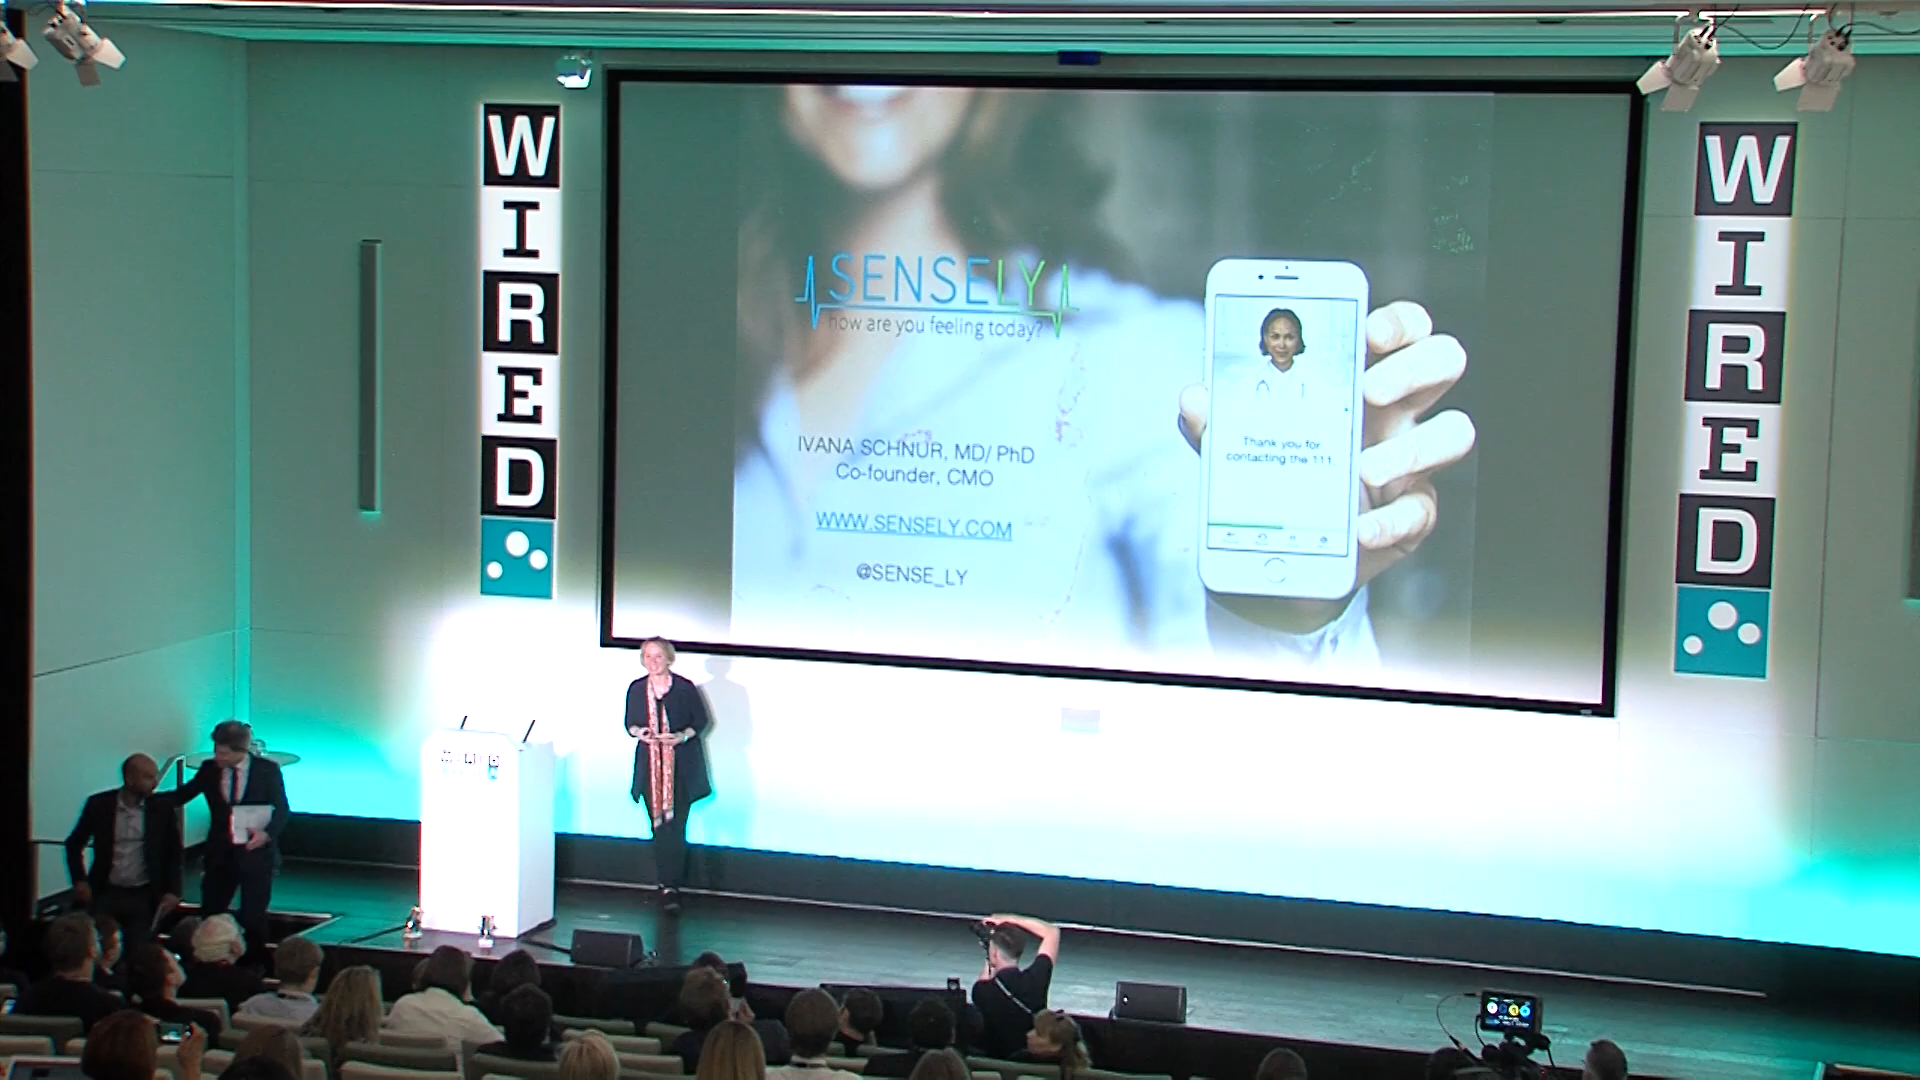 WIRED
SENSELY
how are you feeling today?
IVANA SCHNUR, MD/ PhD
Co-founder, CMO
WWW.SENSELY.COM
@SENSE_LY
Thank you for
contacting the 111
WIRED